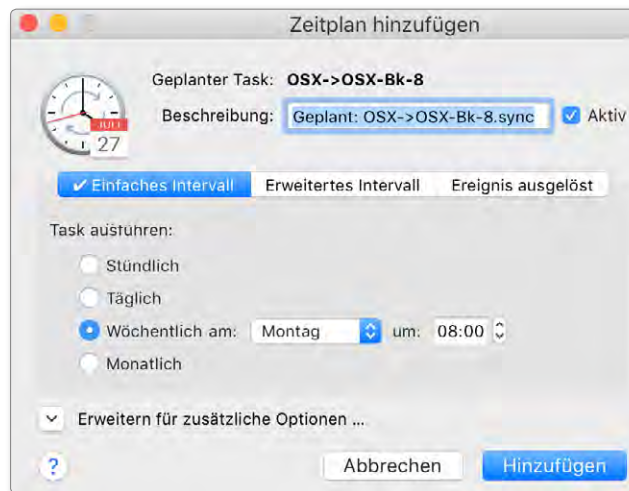 Zeitplan hinzufügen
Geplanter Task: OSX->OSX-Bk-8
Beschreibung: Geplant: OSX->OSX-Bk-8.sync ✓ Aktiv
JULI
27
✔ Einfaches Intervall Erweitertes Intervall Ereignis ausgelöst
Task ausführen:
Stündlich
Täglich
Wöchentlich am: Montag um: 08:00
Monatlich
Erweitern für zusätzliche Optionen ...
? Abbrechen Hinzufügen